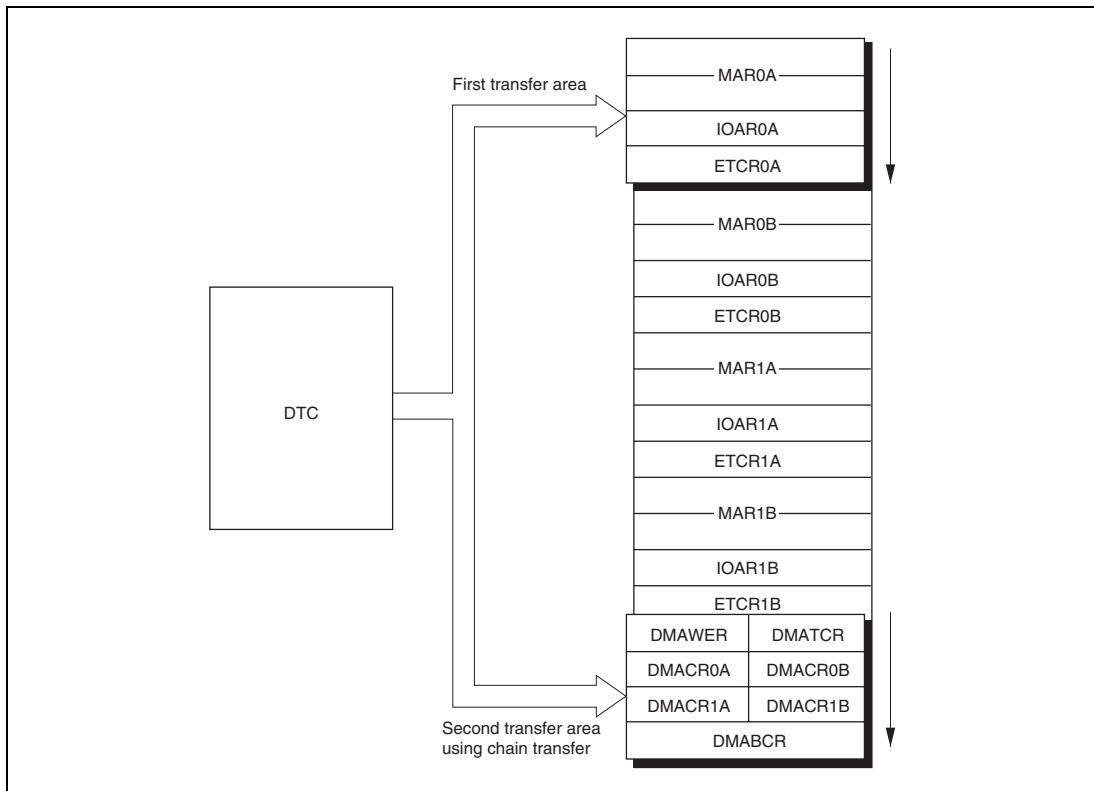 First transfer area
MAR0A
IOAR0A
ETCR0A
MAR0B
IOAR0B
ETCR0B
MAR1A
IOAR1A
ETCR1A
MAR1B
IOAR1B
ETCR1B
DTC
DMAWER DMATCR
DMACR0A DMACR0B
DMACR1A DMACR1B
DMABCR
Second transfer area
using chain transfer